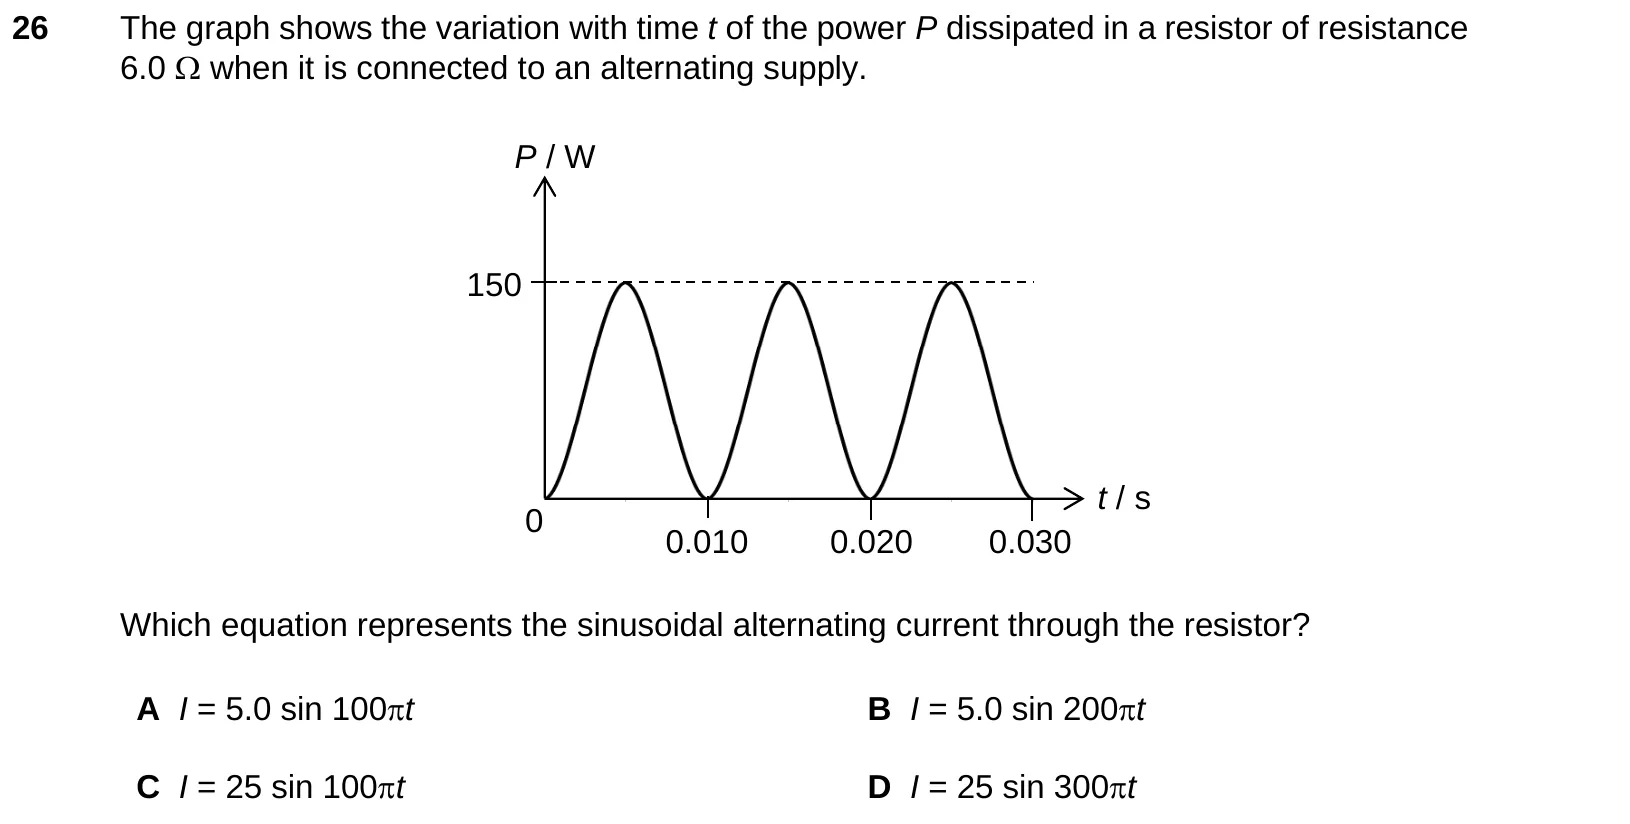 26 The graph shows the variation with time t of the power P dissipated in a resistor of resistance
6.0 Ω when it is connected to an alternating supply.
P / W
150
0
t / s
0.010 0.020 0.030
Which equation represents the sinusoidal alternating current through the resistor?
A I = 5.0 sin 100πt B I = 5.0 sin 200πt
C I = 25 sin 100πt D I = 25 sin 300πt